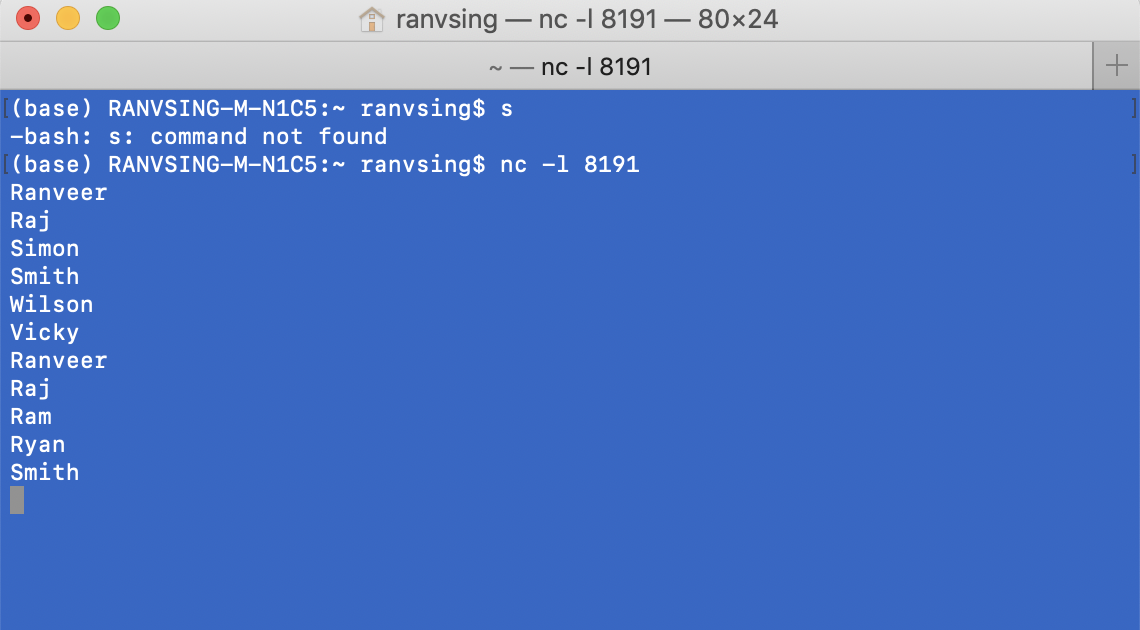 ranvsing — nc -l 8191 — 80×24
~ — nc -l 8191
[(base) RANVSING-M-N1C5:~ ranvsing$ s ]
-bash: s: command not found
[(base) RANVSING-M-N1C5:~ ranvsing$ nc -l 8191 ]
Ranveer
Raj
Simon
Smith
Wilson
Vicky
Ranveer
Raj
Ram
Ryan
Smith